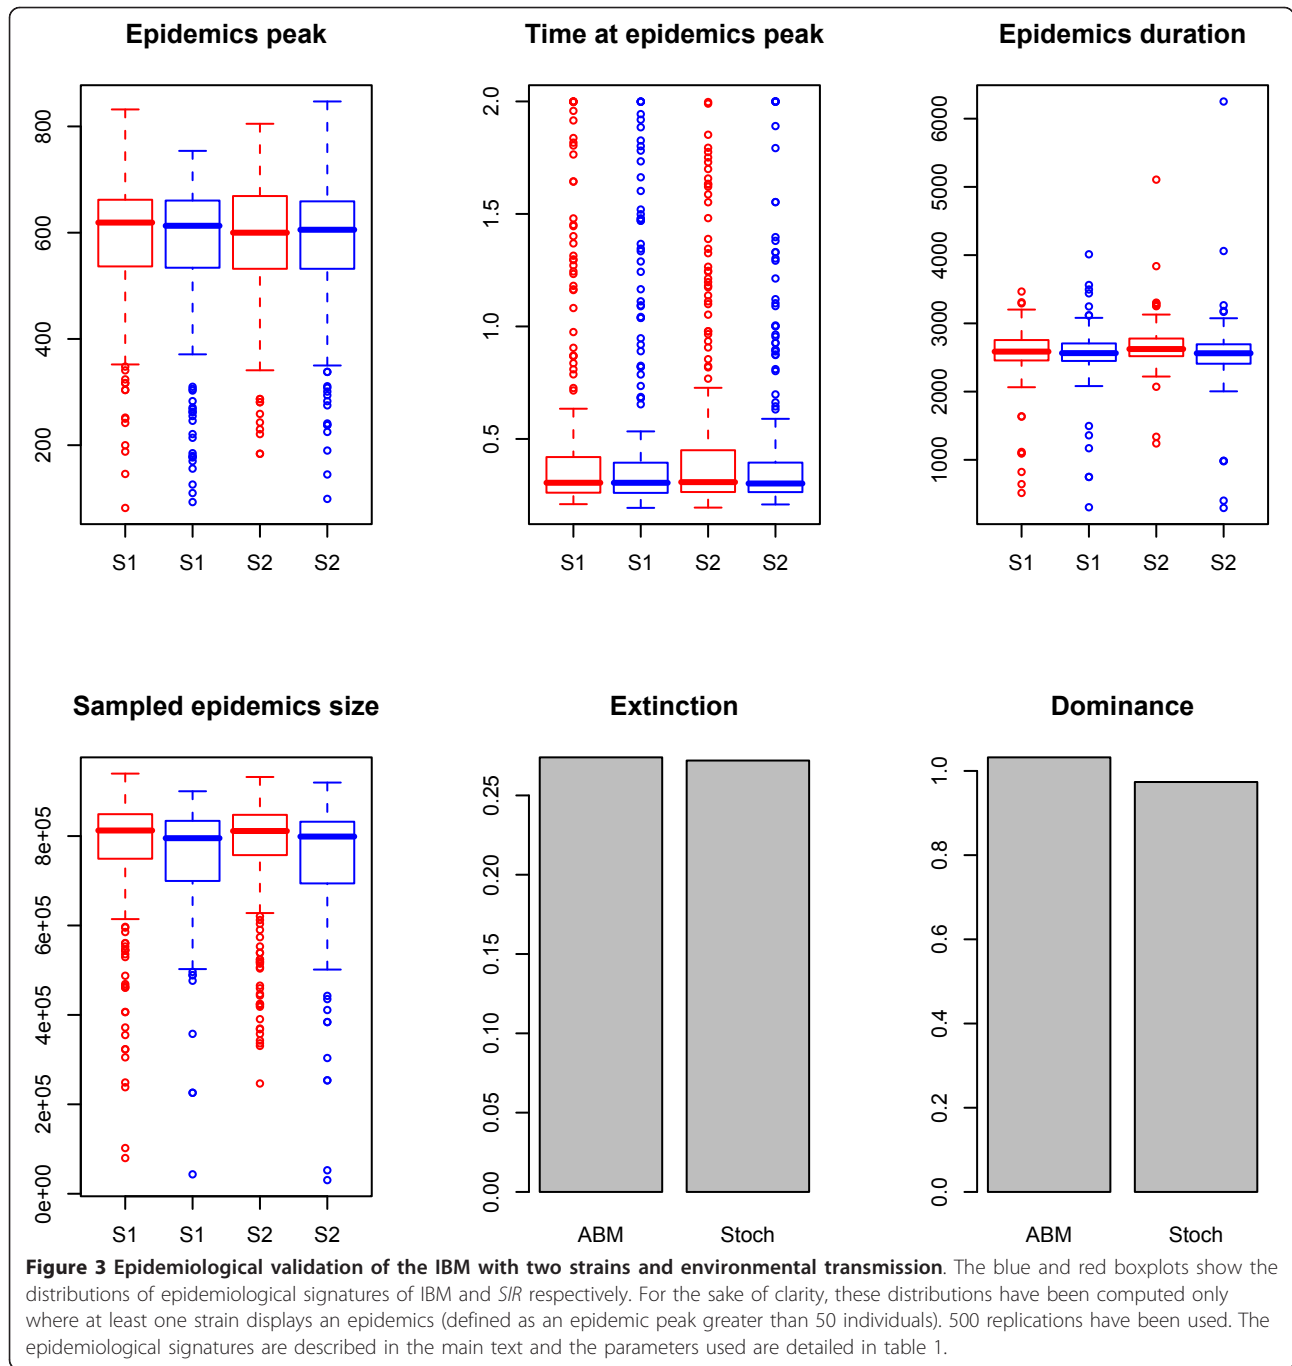 Epidemics peak
Time at epidemics peak
Epidemics duration
800
600
400
200
S1 S1 S2 S2
2.0
1.5
1.0
0.5
S1 S1 S2 S2
6000
5000
4000
3000
2000
1000
S1 S1 S2 S2
Sampled epidemics size
Extinction
Dominance
8e+05
6e+05
4e+05
2e+05
0e+00
S1 S1 S2 S2
0.25
0.20
0.15
0.10
0.05
0.00
ABM Stoch
1.0
0.8
0.6
0.4
0.2
0.0
ABM Stoch
Figure 3 Epidemiological validation of the IBM with two strains and environmental transmission. The blue and red boxplots show the
distributions of epidemiological signatures of IBM and SIR respectively. For the sake of clarity, these distributions have been computed only
where at least one strain displays an epidemics (defined as an epidemic peak greater than 50 individuals). 500 replications have been used. The
epidemiological signatures are described in the main text and the parameters used are detailed in table 1.